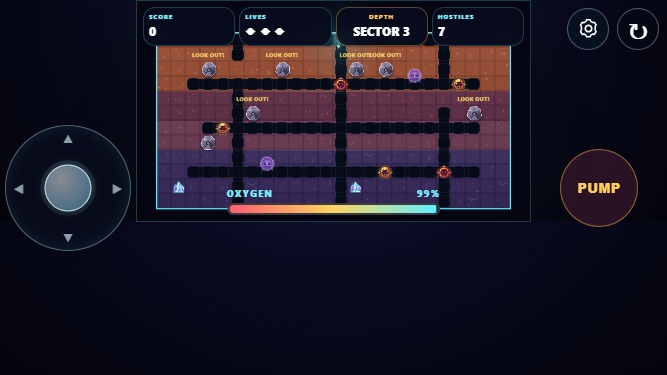 SCORE
0
LIVES
DEPTH
SECTOR 3
HOSTILES
7
LOOK OUT!
LOOK OUT!
LOOK OUT!
LOOK OUT!
LOOK OUT!
LOOK OUT!
OXYGEN
99%
PUMP